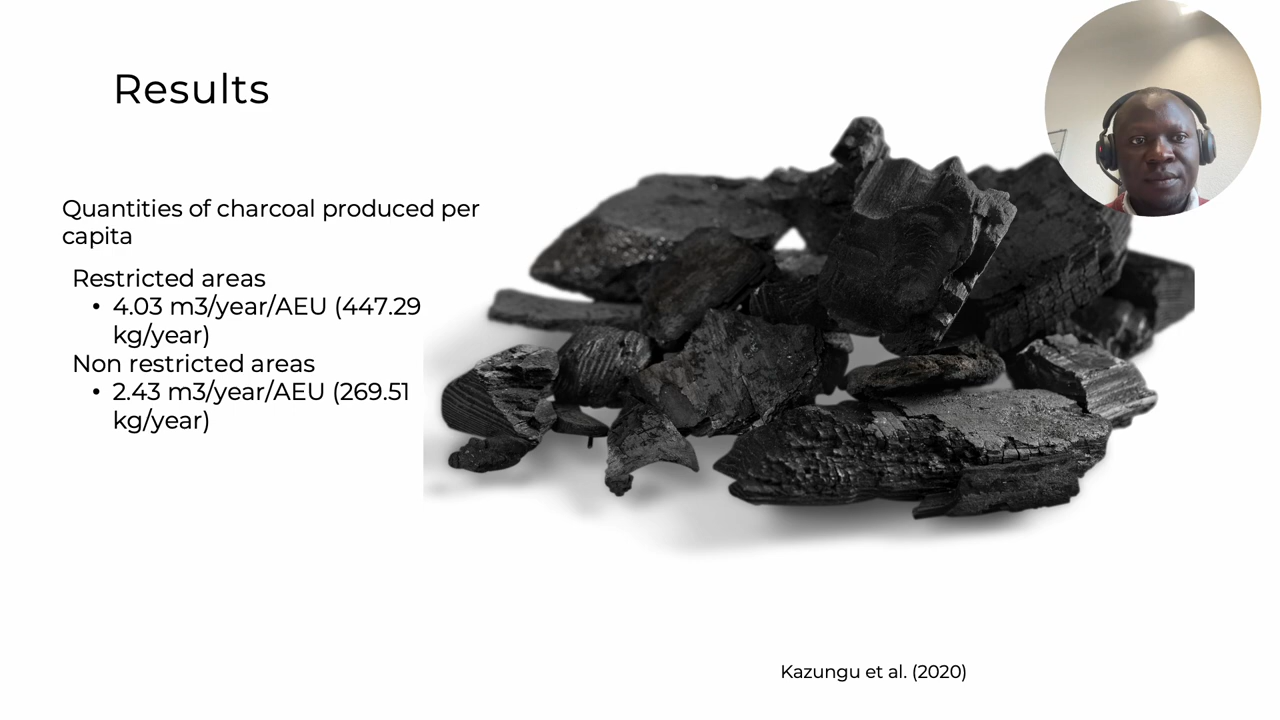 Results
Quantities of charcoal produced per
capita
Restricted areas
• 4.03 m3/year/AEU (447.29
kg/year)
Non restricted areas
• 2.43 m3/year/AEU (269.51
kg/year)
Kazungu et al. (2020)